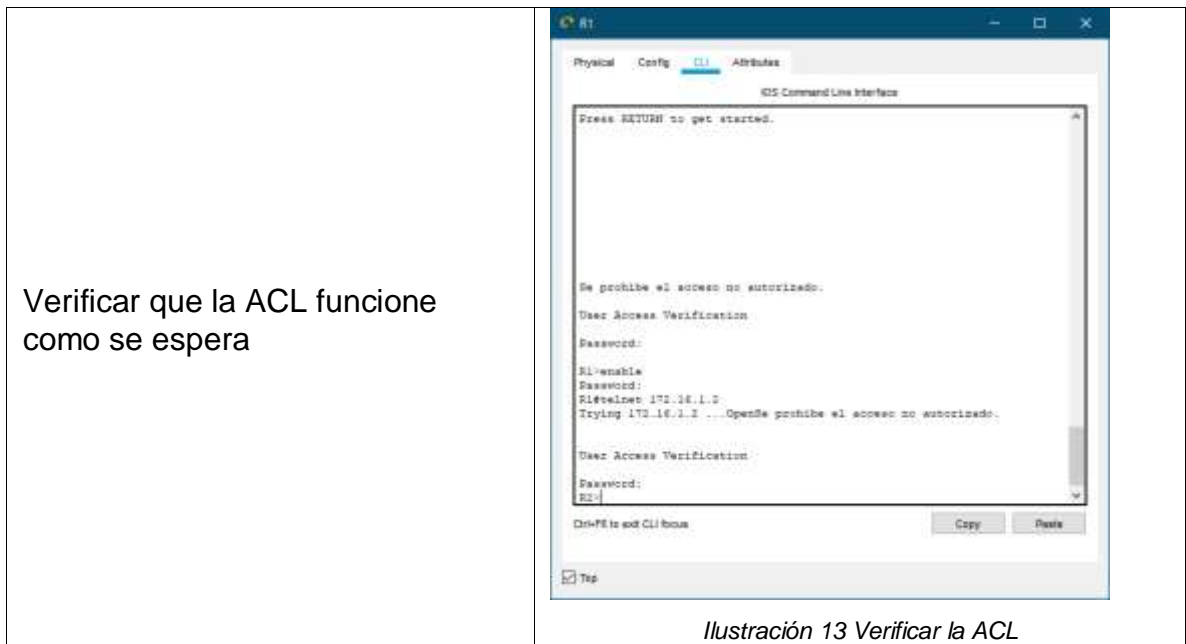 Verificar que la ACL funcione
como se espera
R1
Physical Config CLI Attributes
IOS Command Line Interface
Press RETURN to get started.
Se prohibe el acceso no autorizado.
User Access Verification
Password:
R1>enable
Password:
R1#telnet 172.16.1.2
Trying 172.16.1.2 ...OpenSe prohibe el acceso no autorizado.
User Access Verification
Password:
R2>
Ctrl+F6 to exit CLI focus
Copy Paste
Top
Ilustración 13 Verificar la ACL